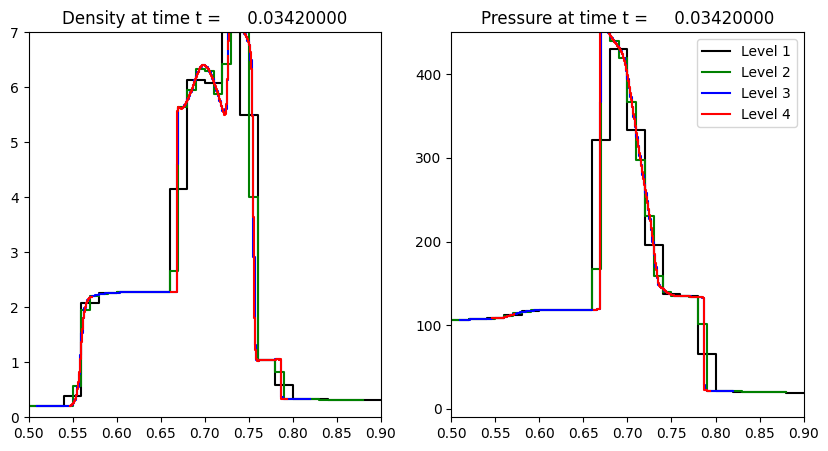 Density at time t = 0.03420000
7
6
5
4
3
2
1
0
0.50 0.55 0.60 0.65 0.70 0.75 0.80 0.85 0.90
Pressure at time t = 0.03420000
Level 1
Level 2
Level 3
Level 4
400
300
200
100
0
0.50 0.55 0.60 0.65 0.70 0.75 0.80 0.85 0.90